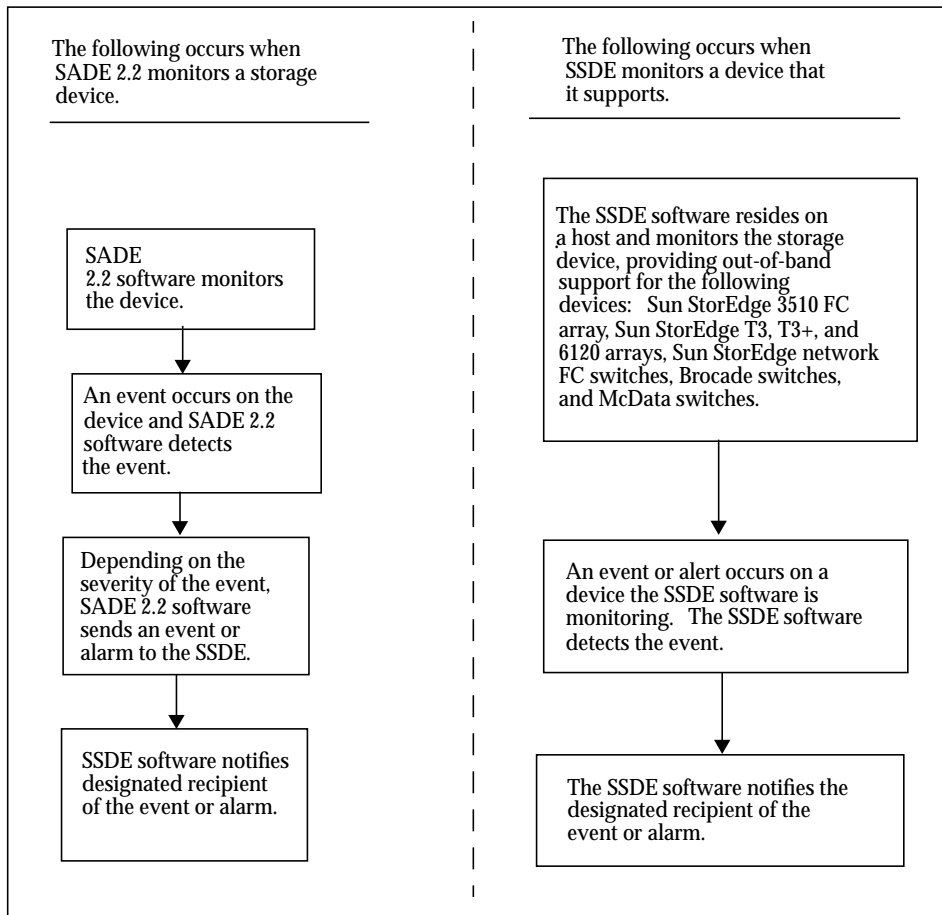 The following occurs when
SADE 2.2 monitors a storage
device.
SADE
2.2 software monitors
the device.
An event occurs on the
device and SADE 2.2
software detects
the event.
Depending on the
severity of the event,
SADE 2.2 software
sends an event or
alarm to the SSDE.
SSDE software notifies
designated recipient
of the event or alarm.
The following occurs when
SSDE monitors a device that
it supports.
The SSDE software resides on
a host and monitors the storage
device, providing out-of-band
support for the following
devices: Sun StorEdge 3510 FC
array, Sun StorEdge T3, T3+, and
6120 arrays, Sun StorEdge network
FC switches, Brocade switches,
and McData switches.
An event or alert occurs on a
device the SSDE software is
monitoring. The SSDE software
detects the event.
The SSDE software notifies the
designated recipient of the
event or alarm.